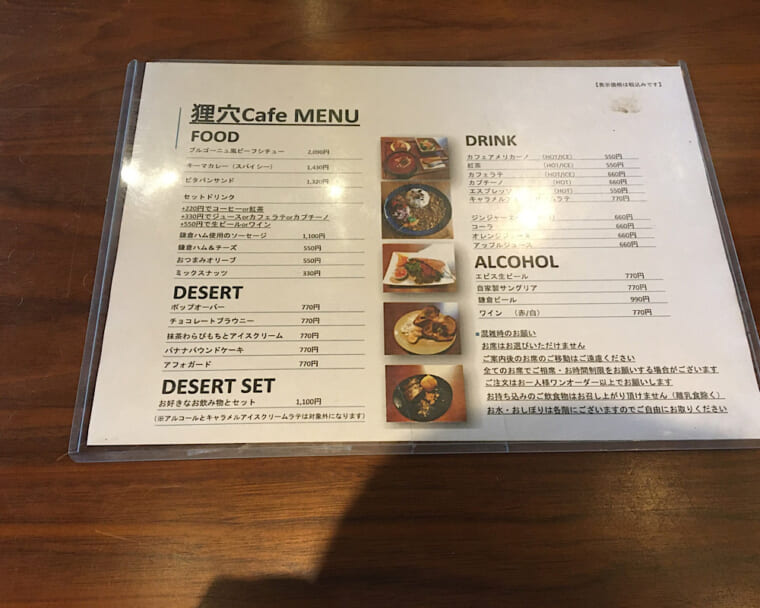 【表示価格は税込みです】
狸穴Cafe MENU
FOOD
ブルゴーニュ風ビーフシチュー 2,090円
キーマカレー（スパイシー） 1,430円
ピタパンサンド 1,320円
セットドリンク
+220円でコーヒーor紅茶
+330円でジュースorカフェラテorカプチーノ
+550円で生ビールorワイン
鎌倉ハム使用のソーセージ 1,100円
鎌倉ハム＆チーズ 550円
おつまみオリーブ 550円
ミックスナッツ 330円
DESERT
ポップオーバー 770円
チョコレートブラウニー 770円
抹茶わらびもちとアイスクリーム 770円
バナナパウンドケーキ 770円
アフォガード 770円
DESERT SET
お好きなお飲み物とセット 1,100円
（※アルコールとキャラメルアイスクリームラテは対象外になります）
DRINK
カフェアメリカーノ （HOT/ICE） 550円
紅茶 （HOT/ICE） 550円
カフェラテ （HOT/ICE） 660円
カプチーノ （HOT） 660円
エスプレッソ （HOT） 550円
キャラメル ラテ 770円
ジンジャーエ 660円
コーラ 660円
オレンジジュース 660円
アップルジュース 660円
ALCOHOL
エビス生ビール 770円
自家製サングリア 770円
鎌倉ビール 990円
ワイン （赤/白） 770円
■混雑時のお願い
お席はお選びいただけません
ご案内後のお席のご移動はご遠慮ください
全てのお席でご相席・お時間制限をお願いする場合がございます
ご注文はお一人様ワンオーダー以上でお願いします
お持ち込みのご飲食物はお召し上がり頂けません（離乳食除く）
お水・おしぼりは各階にございますのでご自由にお取りください